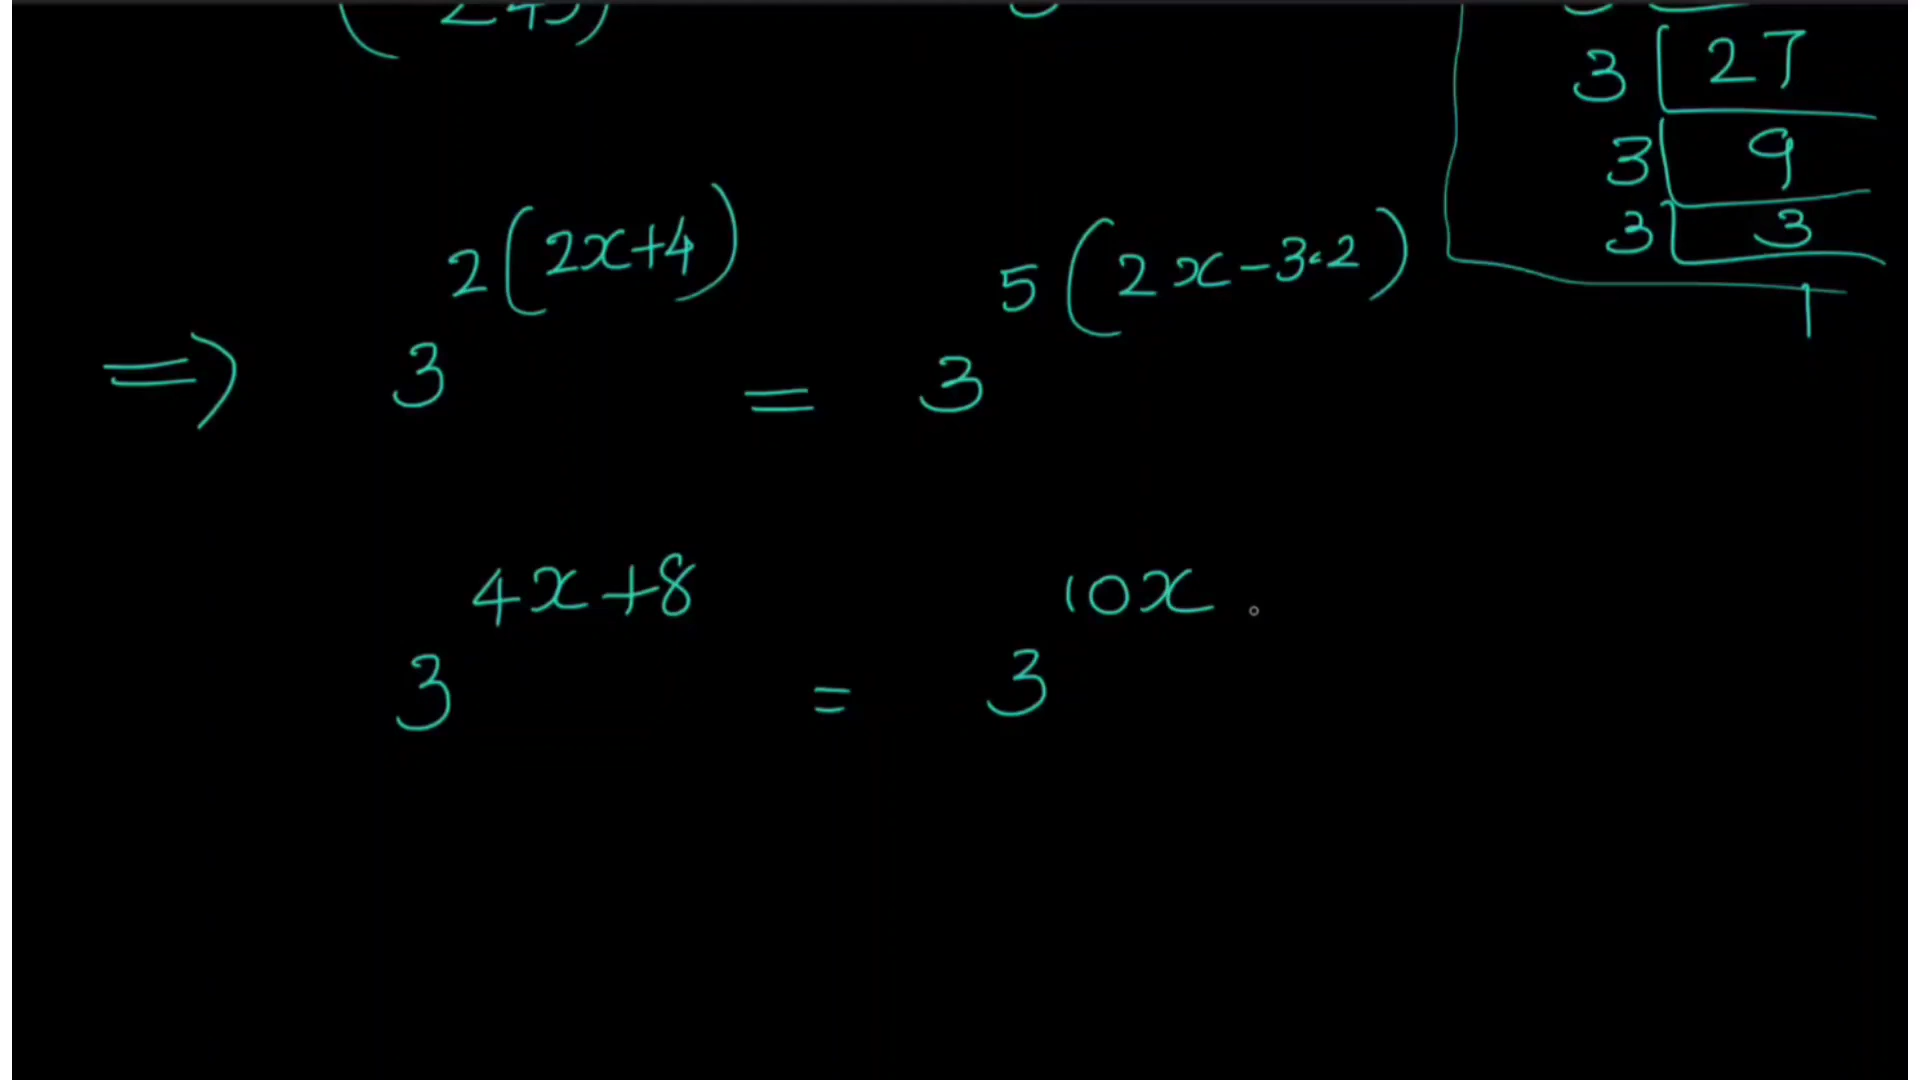 3 | 27
3 | 9
3 | 3
1
⇒ 3^{2(2x+4)} = 3^{5(2x-3.2)}
3^{4x+8} = 3^{10x}